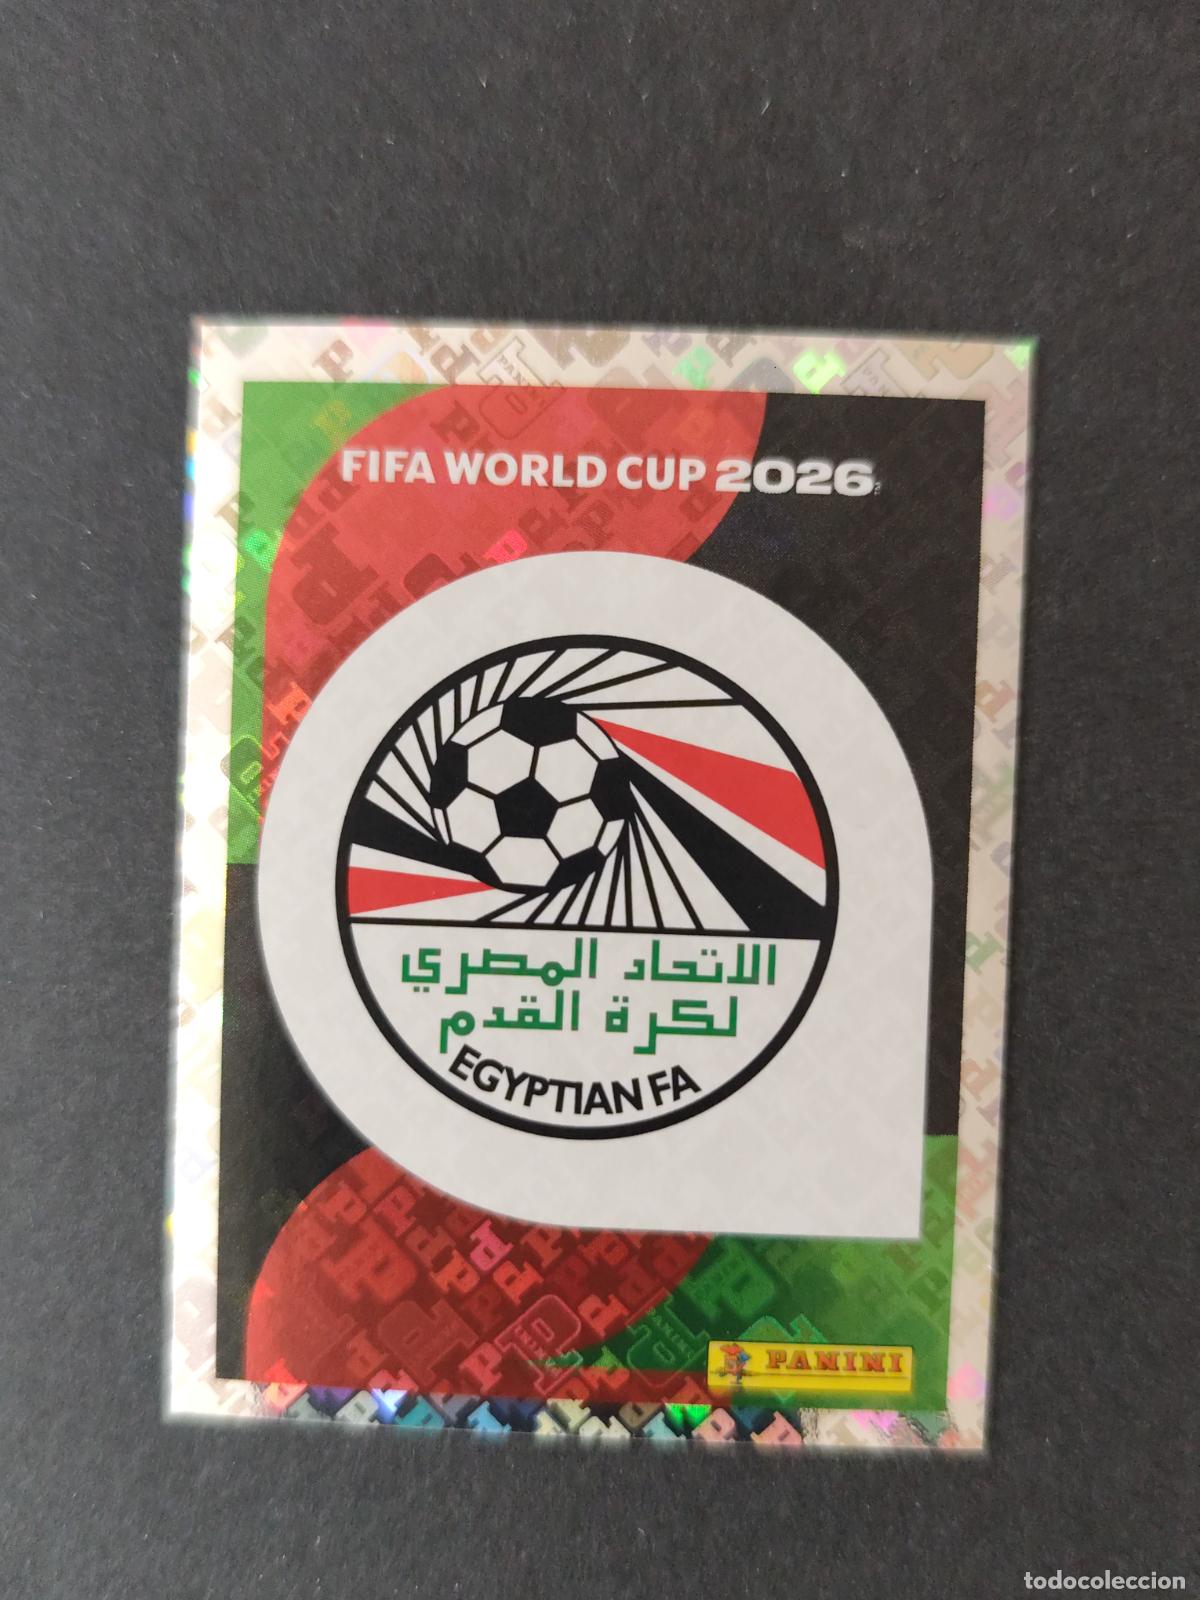 FIFA WORLD CUP 2026
الاتحاد المصري
لكرة القدم
EGYPTIAN FA
PANINI
todocoleccion